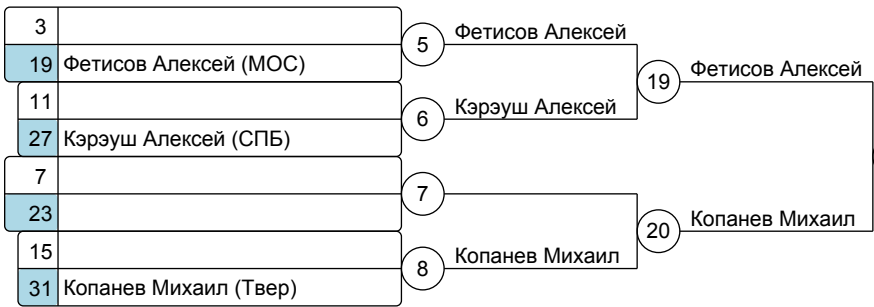 3
19 Фетисов Алексей (МОС)
5 Фетисов Алексей
11
27 Кэрэуш Алексей (СПБ)
6 Кэрэуш Алексей
19 Фетисов Алексей
7
23
7
15
31 Копанев Михаил (Твер)
8 Копанев Михаил
20 Копанев Михаил